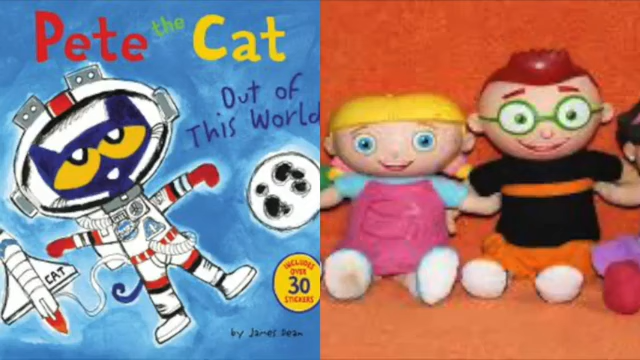 Pete the Cat
Out of
This World
CAT
INCLUDES
OVER
30
STICKERS
by James Dean